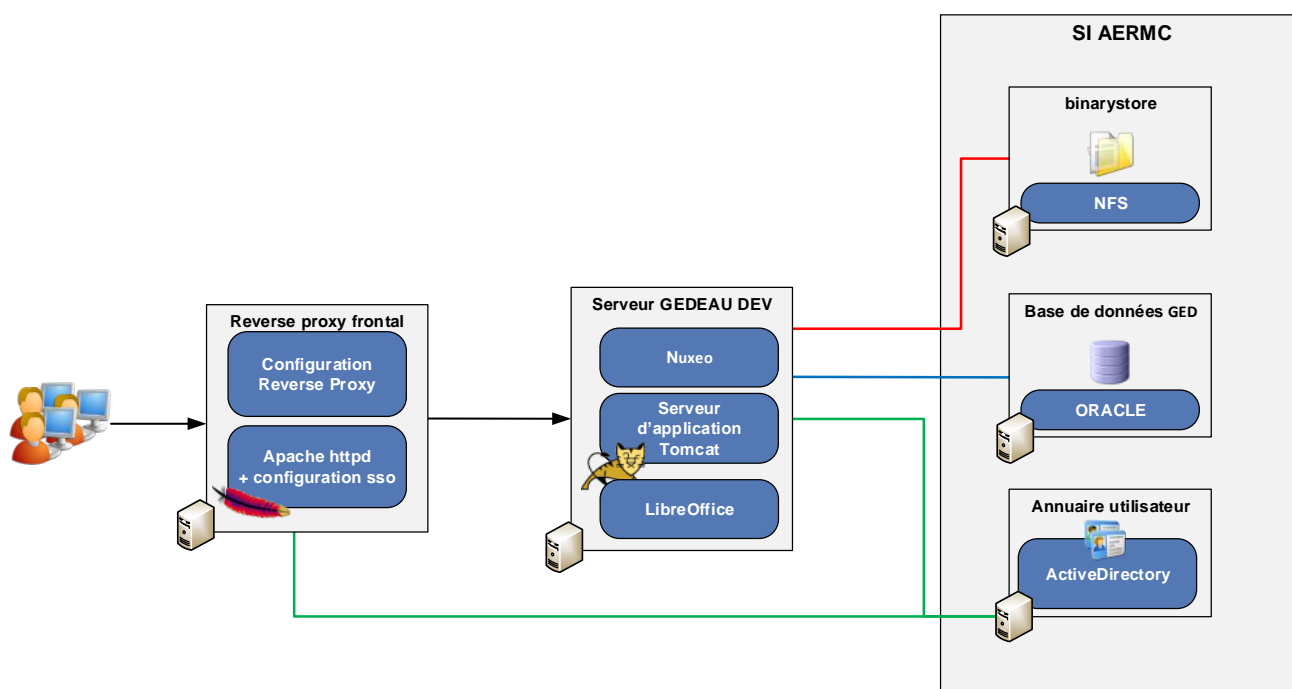 SI AERMC
binarystore
NFS
Serveur GEDEAU DEV
Base de données GED
Reverse proxy frontal
Configuration
Reverse Proxy
Nuxeo
ORACLE
Serveur
d'application
Tomcat
Apache httpd
+ configuration sso
LibreOffice
Annuaire utilisateur
ActiveDirectory